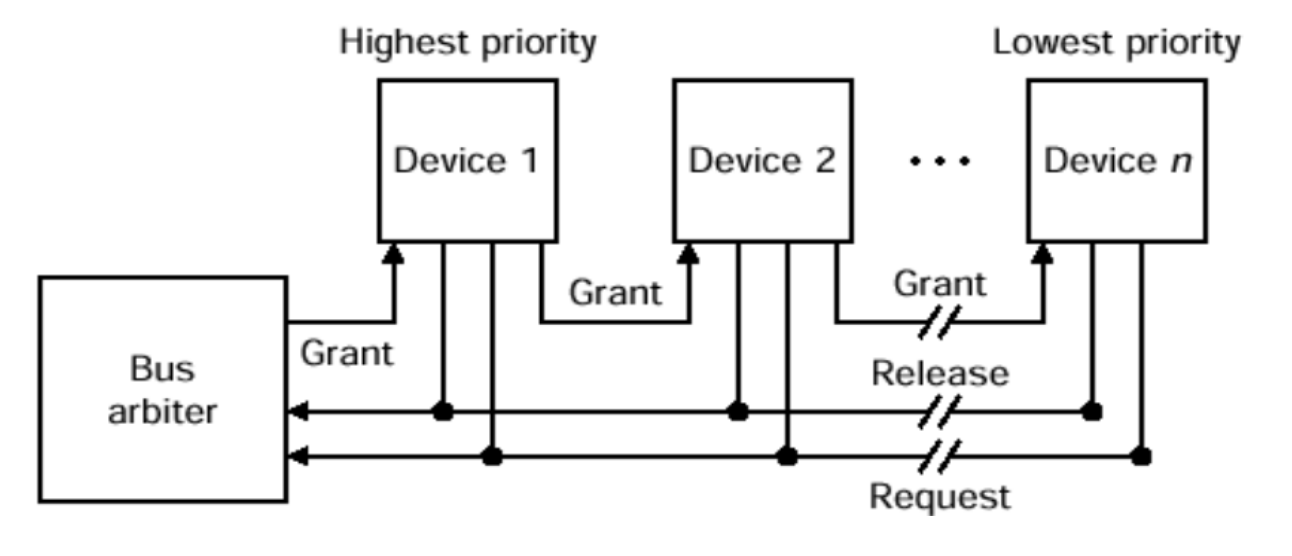 Highest priority
Lowest priority
Device 1
Device 2
• • •
Device n
Grant
Grant
Grant
Bus
arbiter
Release
Request